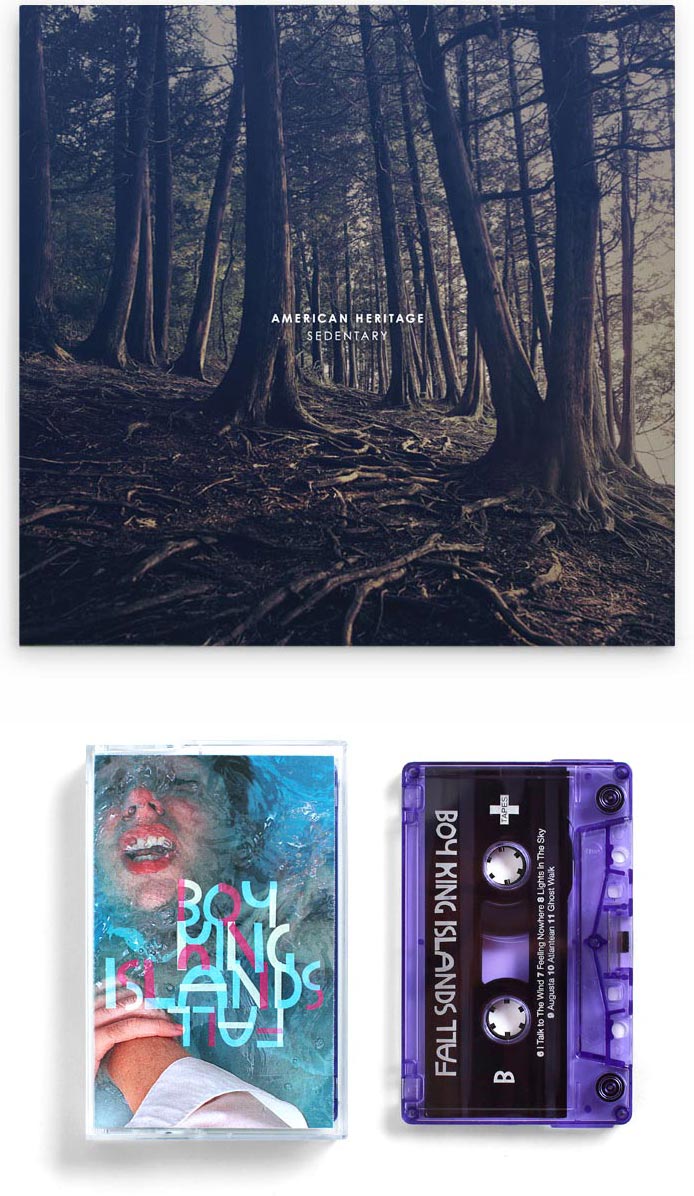 AMERICAN HERITAGE
SEDENTARY
BOY
KING
ISLANDS
FALL
TAPES
BOY KING ISLANDS
FALL
6 I Talk to The Wind 7 Feeling Nowhere 8 Lights In The Sky
9 Augusta 10 Atlantean 11 Ghost Walk
B